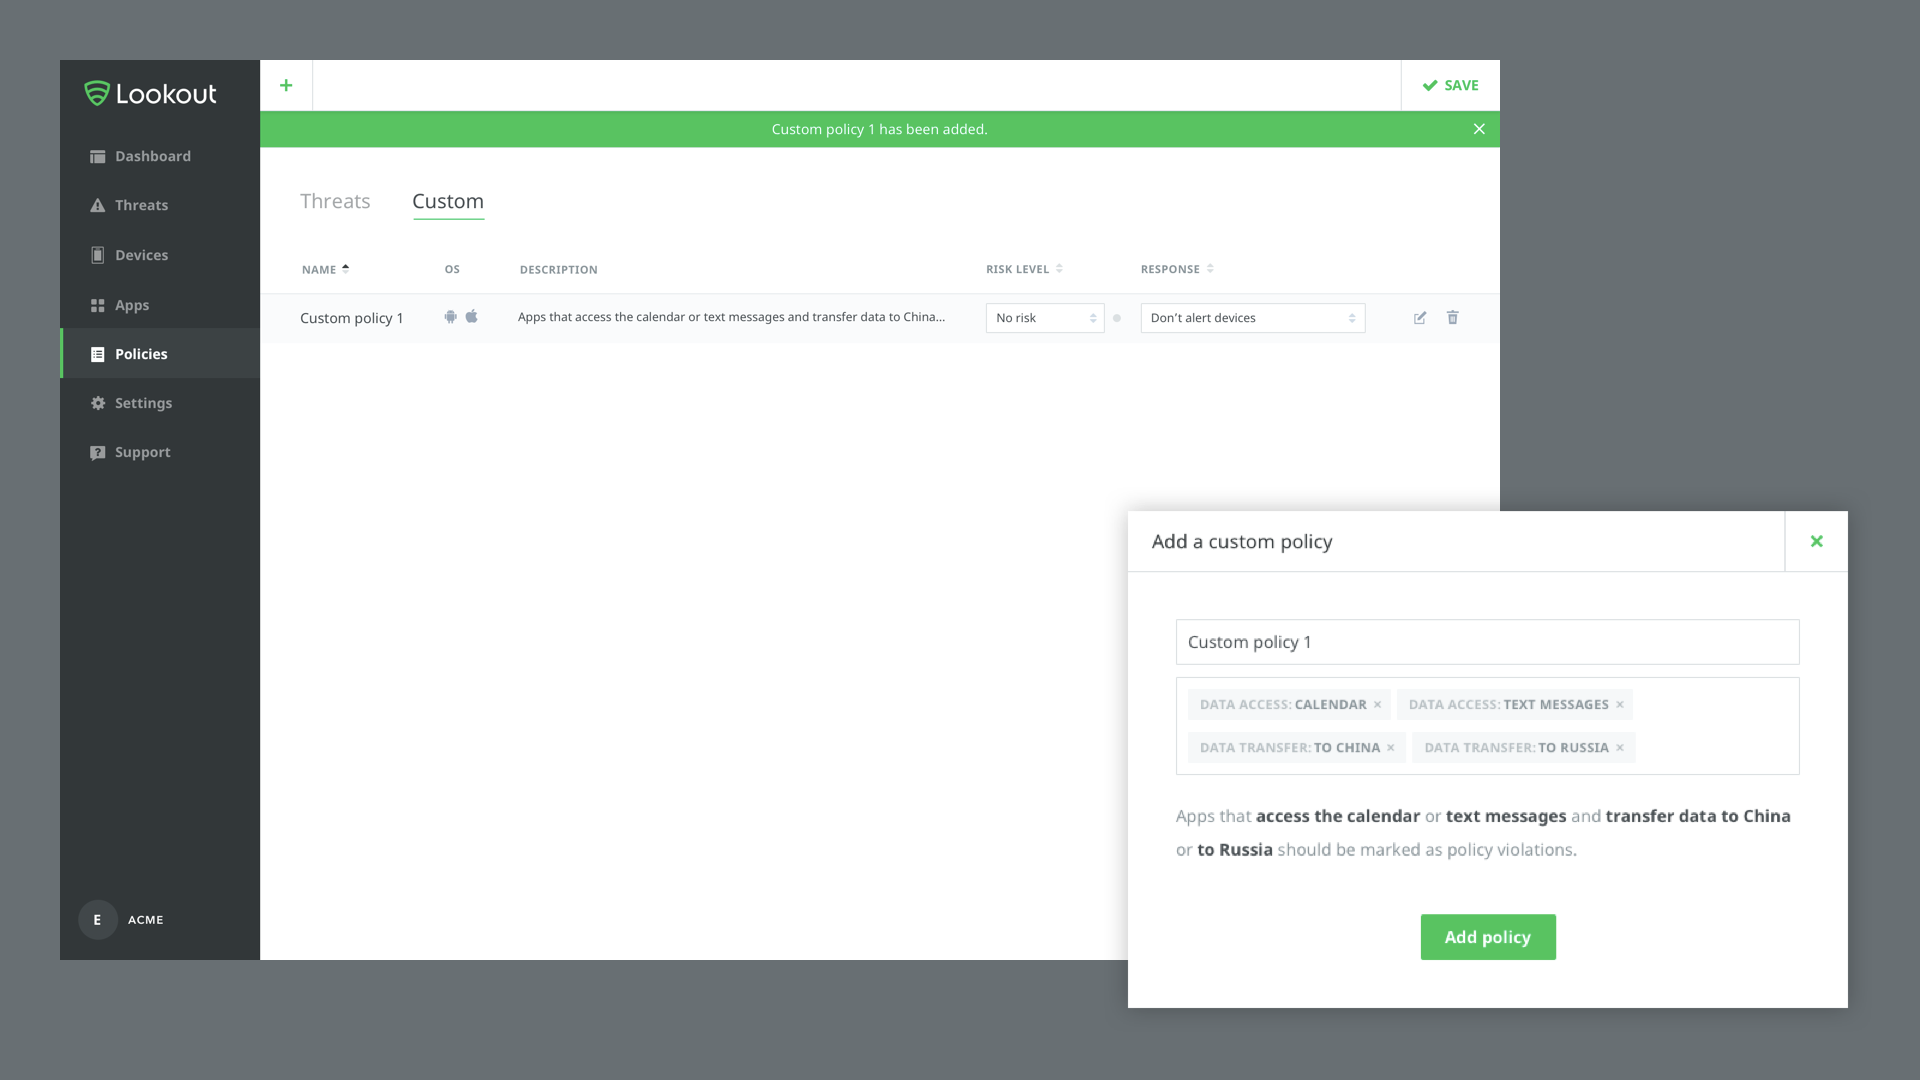 Lookout
Dashboard
Threats
Devices
Apps
Policies
Settings
Support
E ACME
+ SAVE
Custom policy 1 has been added.
Threats Custom
NAME OS DESCRIPTION RISK LEVEL RESPONSE
Custom policy 1 Apps that access the calendar or text messages and transfer data to China... No risk Don't alert devices
Add a custom policy
Custom policy 1
DATA ACCESS: CALENDAR × DATA ACCESS: TEXT MESSAGES ×
DATA TRANSFER: TO CHINA × DATA TRANSFER: TO RUSSIA ×
Apps that access the calendar or text messages and transfer data to China
or to Russia should be marked as policy violations.
Add policy